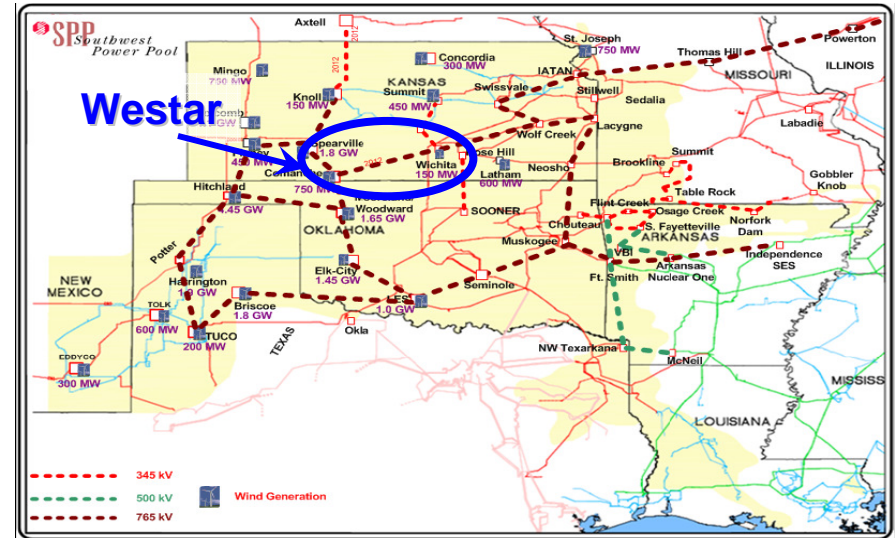 SPP Southwest
Power Pool
Axtell
2012
2012
St. Joseph
750 MW
Powerton
Thomas Hill
Concordia
300 MW
Mingo
750 MW
KANSAS
IATAN
MISSOURI
ILLINOIS
Knoll
150 MW
Summit
450 MW
Swissvale
Stillwell
Sedalia
Westar
Labadie
Wolf Creek
Lacygne
Spearville
1.8 GW
450 MW
2012
Wichita
150 MW
Rose Hill
Latham
600 MW
Neosho
Summit
Brookline
Comanche
750 MW
Gobbler
Knob
Hitchland
Table Rock
Woodward
1.65 GW
SOONER
Flint Creek
Osage Creek
Norfork
Dam
Chouteau
OKLAHOMA
S. Fayetteville
ARKANSAS
Muskogee
Potter
VBI
Independence
SES
Elk-City
1.45 GW
Arkansas
Nuclear One
Ft. Smith
NEW
MEXICO
Harrington
Seminole
Briscoe
1.8 GW
LES
1.0 GW
TOLK
600 MW
TUCO
200 MW
TEXAS
Okla
NW Texarkana
McNeil
EDDYCO
300 MW
MISSISS
LOUISIANA
345 kV
500 kV
Wind Generation
765 kV